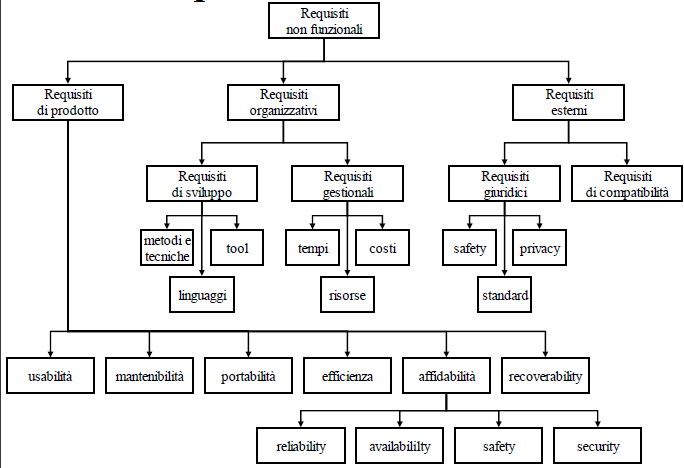 Requisiti
non funzionali
Requisiti
di prodotto
Requisiti
organizzativi
Requisiti
esterni
Requisiti
di sviluppo
Requisiti
gestionali
Requisiti
giuridici
Requisiti
di compatibilità
metodi e
tecniche
tool
tempi
costi
safety
privacy
linguaggi
risorse
standard
usabilità
mantenibilità
portabilità
efficienza
affidabilità
recoverability
reliability
availabililty
safety
security